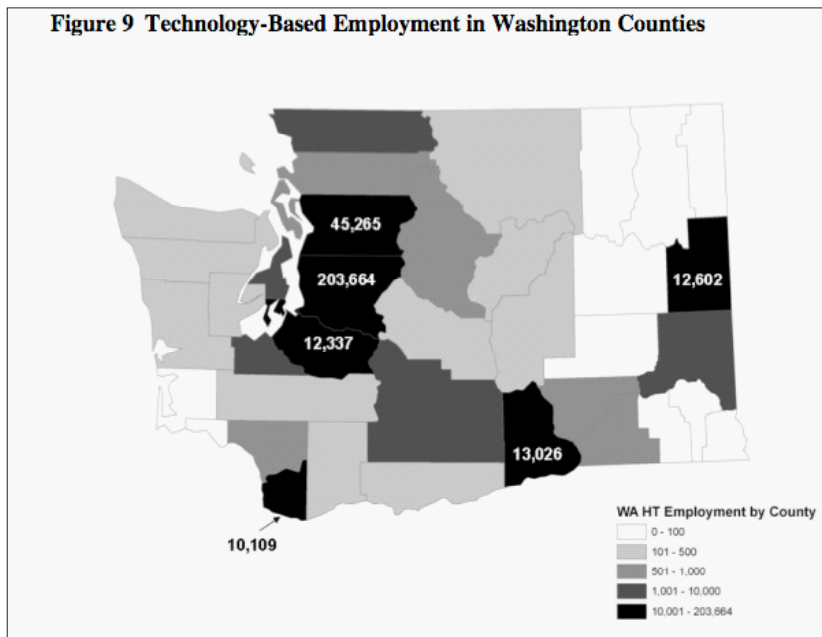 Figure 9 Technology-Based Employment in Washington Counties
45,265
203,664
12,602
12,337
13,026
10,109
WA HT Employment by County
0 - 100
101 - 500
501 - 1,000
1,001 - 10,000
10,001 - 203,664